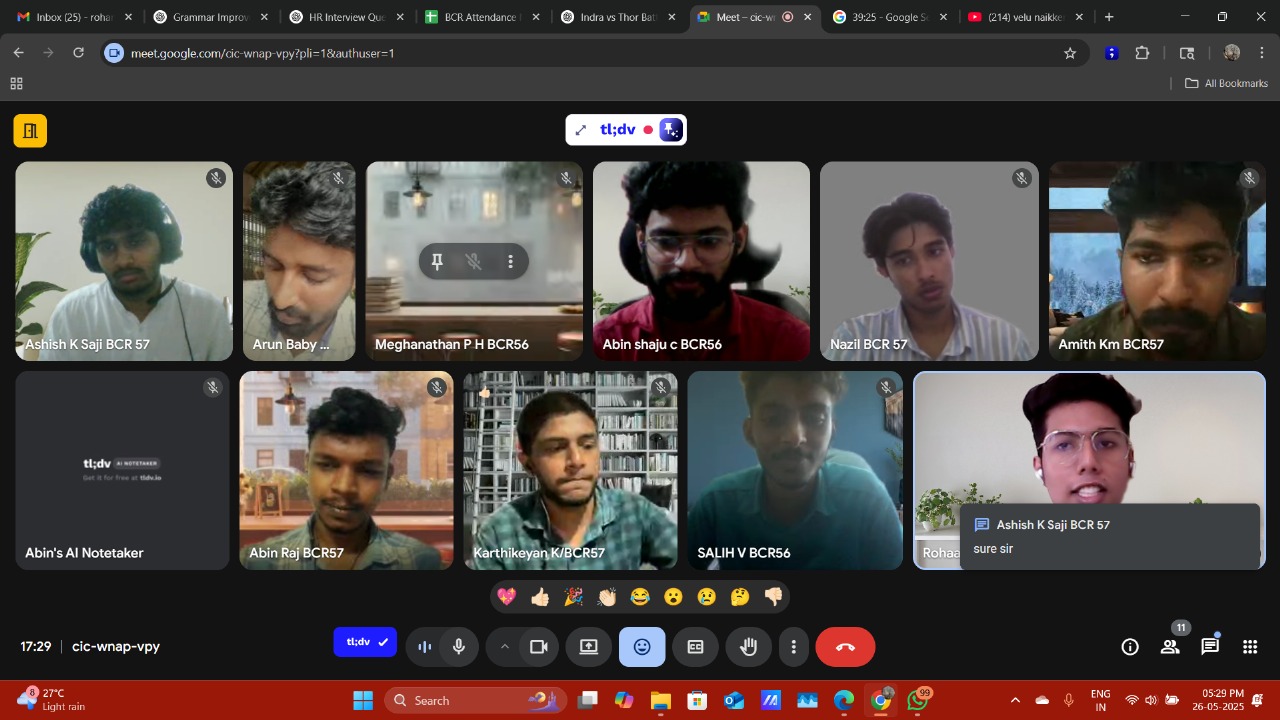 Inbox (25) - rohaa
Grammar Improv
HR Interview Que
BCR Attendance
Indra vs Thor Batt
Meet – cic-wn
39:25 - Google Se
(214) velu naikke
meet.google.com/cic-wnap-vpy?pli=1&authuser=1
All Bookmarks
tl;dv
Ashish K Saji BCR 57
Arun Baby ...
Meghanathan P H BCR56
Abin shaju c BCR56
Nazil BCR 57
Amith Km BCR57
tl;dv AI NOTETAKER
Get it for free at tldv.io
Abin's AI Notetaker
Abin Raj BCR57
Karthikeyan K/BCR57
SALIH V BCR56
Rohaa
Ashish K Saji BCR 57
sure sir
17:29
cic-wnap-vpy
tl;dv
11
8
27°C
Light rain
Search
99
ENG
IN
05:29 PM
26-05-2025